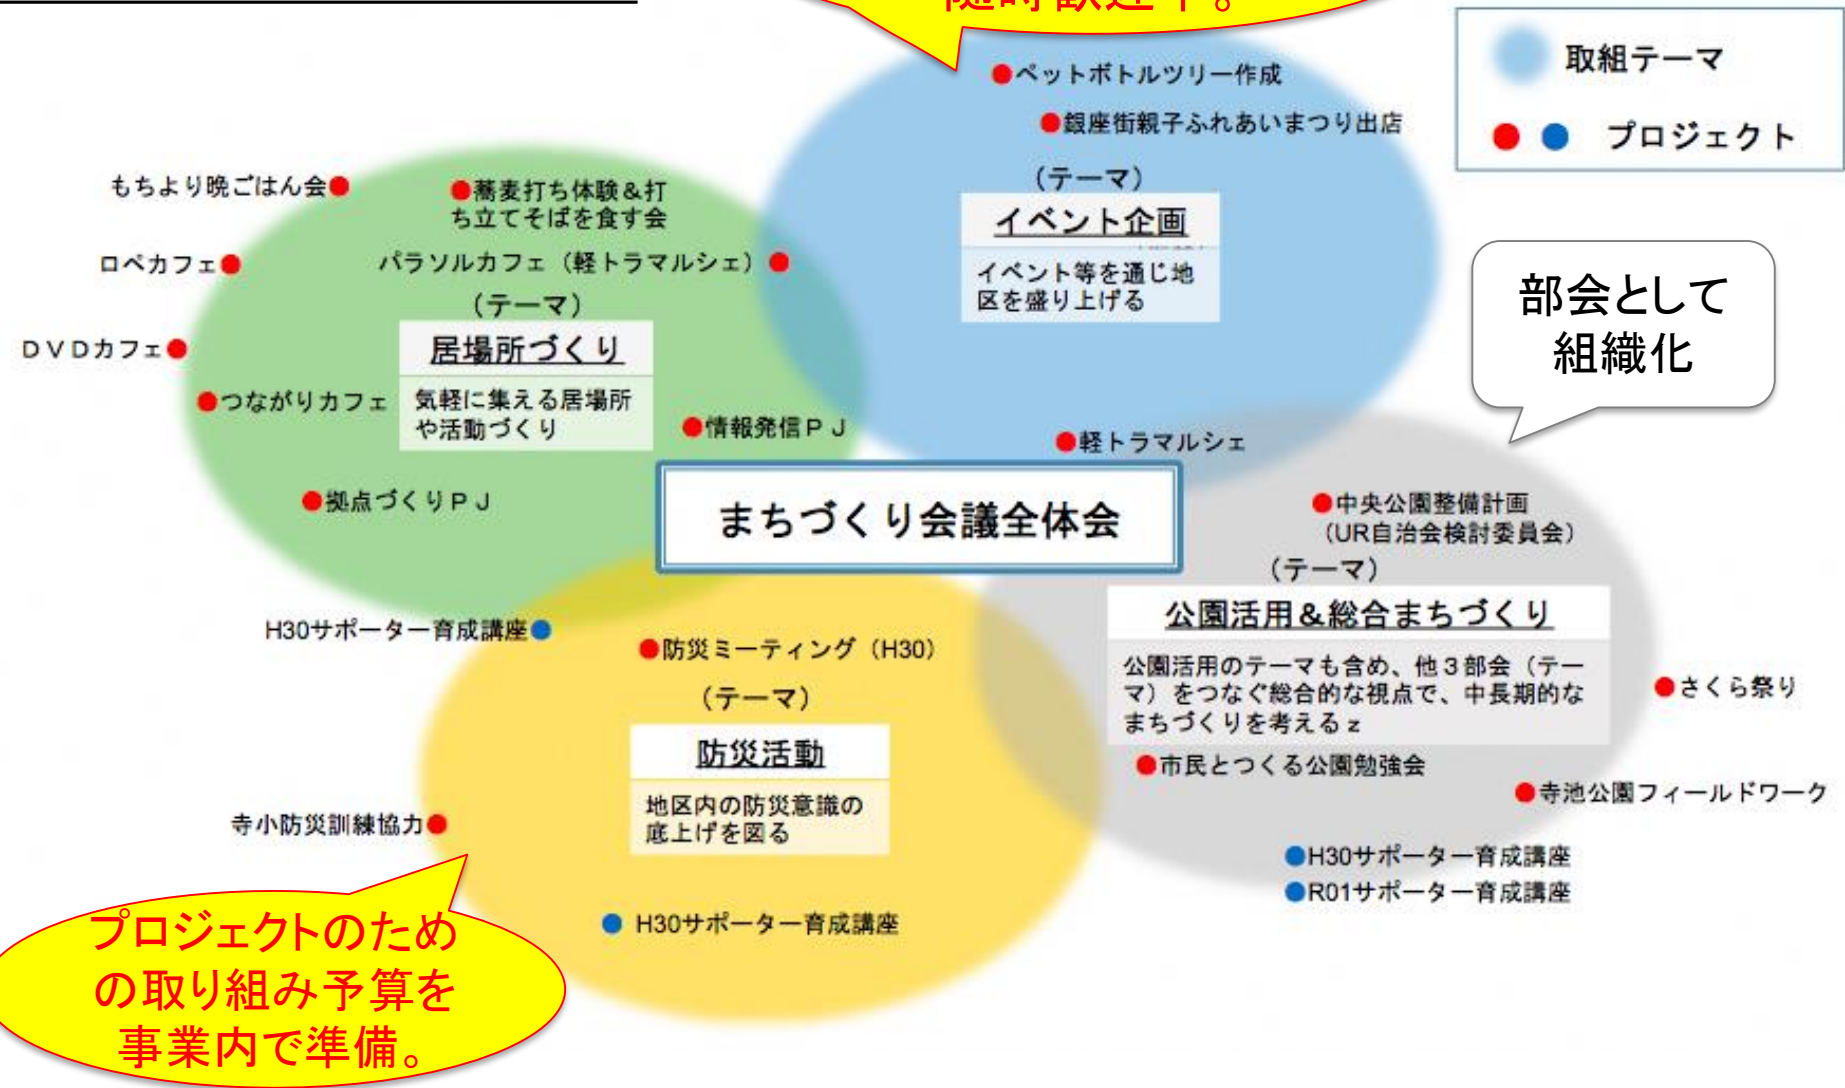 随時歓迎中。
取組テーマ
プロジェクト
ペットボトルツリー作成
銀座街親子ふれあいまつり出店
（テーマ）
イベント企画
イベント等を通じ地
区を盛り上げる
軽トラマルシェ
もちより晩ごはん会
蕎麦打ち体験＆打
ち立てそばを食す会
ロペカフェ
パラソルカフェ（軽トラマルシェ）
（テーマ）
居場所づくり
気軽に集える居場所
や活動づくり
ＤＶＤカフェ
つながりカフェ
情報発信ＰＪ
拠点づくりＰＪ
H30サポーター育成講座
部会として
組織化
まちづくり会議全体会
中央公園整備計画
（UR自治会検討委員会）
（テーマ）
公園活用＆総合まちづくり
公園活用のテーマも含め、他３部会（テー
マ）をつなぐ総合的な視点で、中長期的な
まちづくりを考えるｚ
さくら祭り
市民とつくる公園勉強会
寺池公園フィールドワーク
H30サポーター育成講座
R01サポーター育成講座
防災ミーティング（H30）
（テーマ）
防災活動
地区内の防災意識の
底上げを図る
寺小防災訓練協力
H30サポーター育成講座
プロジェクトのため
の取り組み予算を
事業内で準備。